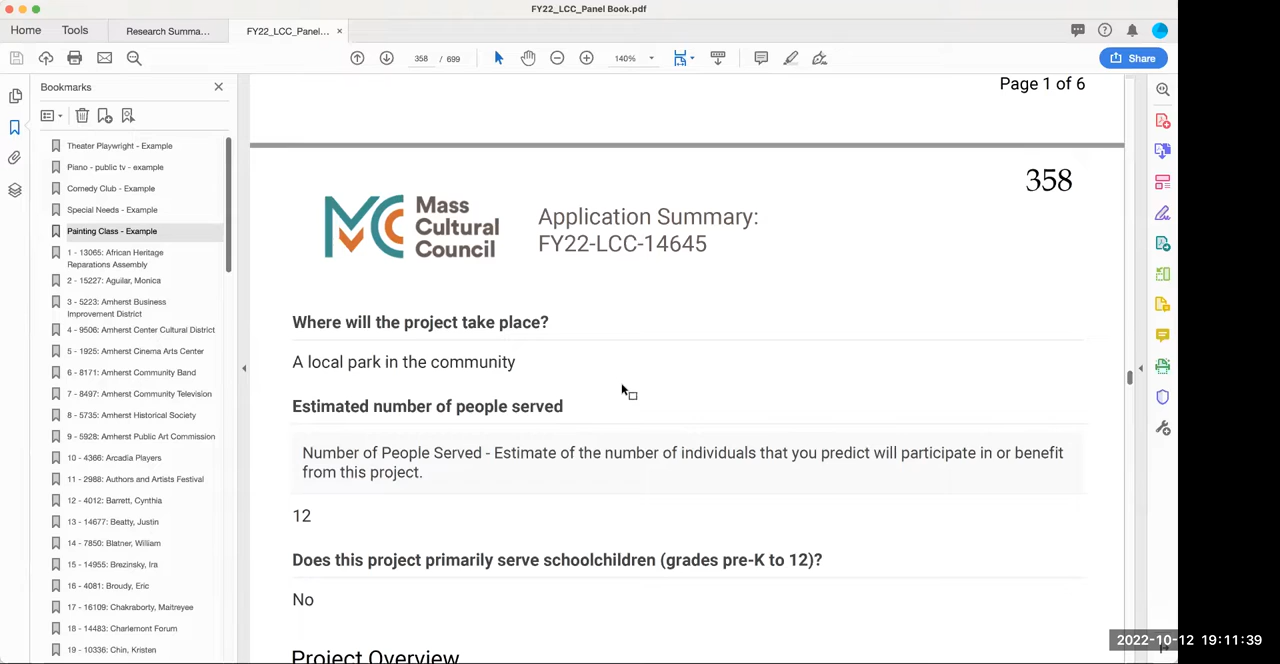 FY22_LCC_Panel Book.pdf
Home
Tools
Research Summa...
FY22_LCC_Panel...
358
/ 699
140%
Share
Bookmarks
Theater Playwright - Example
Piano - public tv - example
Comedy Club - Example
Special Needs - Example
Painting Class - Example
1 - 13065: African Heritage
Reparations Assembly
2 - 15227: Aguilar, Monica
3 - 5223: Amherst Business
Improvement District
4 - 9506: Amherst Center Cultural District
5 - 1925: Amherst Cinema Arts Center
6 - 8171: Amherst Community Band
7 - 8497: Amherst Community Television
8 - 5735: Amherst Historical Society
9 - 5928: Amherst Public Art Commission
10 - 4366: Arcadia Players
11 - 2988: Authors and Artists Festival
12 - 4012: Barrett, Cynthia
13 - 14677: Beatty, Justin
14 - 7850: Blatner, William
15 - 14955: Brezinsky, Ira
16 - 4081: Broudy, Eric
17 - 16109: Chakraborty, Maitreyee
18 - 14483: Charlemont Forum
19 - 10336: Chin, Kristen
Page 1 of 6
358
MCC
Mass
Cultural
Council
Application Summary:
FY22-LCC-14645
Where will the project take place?
A local park in the community
Estimated number of people served
Number of People Served - Estimate of the number of individuals that you predict will participate in or benefit
from this project.
12
Does this project primarily serve schoolchildren (grades pre-K to 12)?
No
Project Overview
2022-10-12 19:11:39